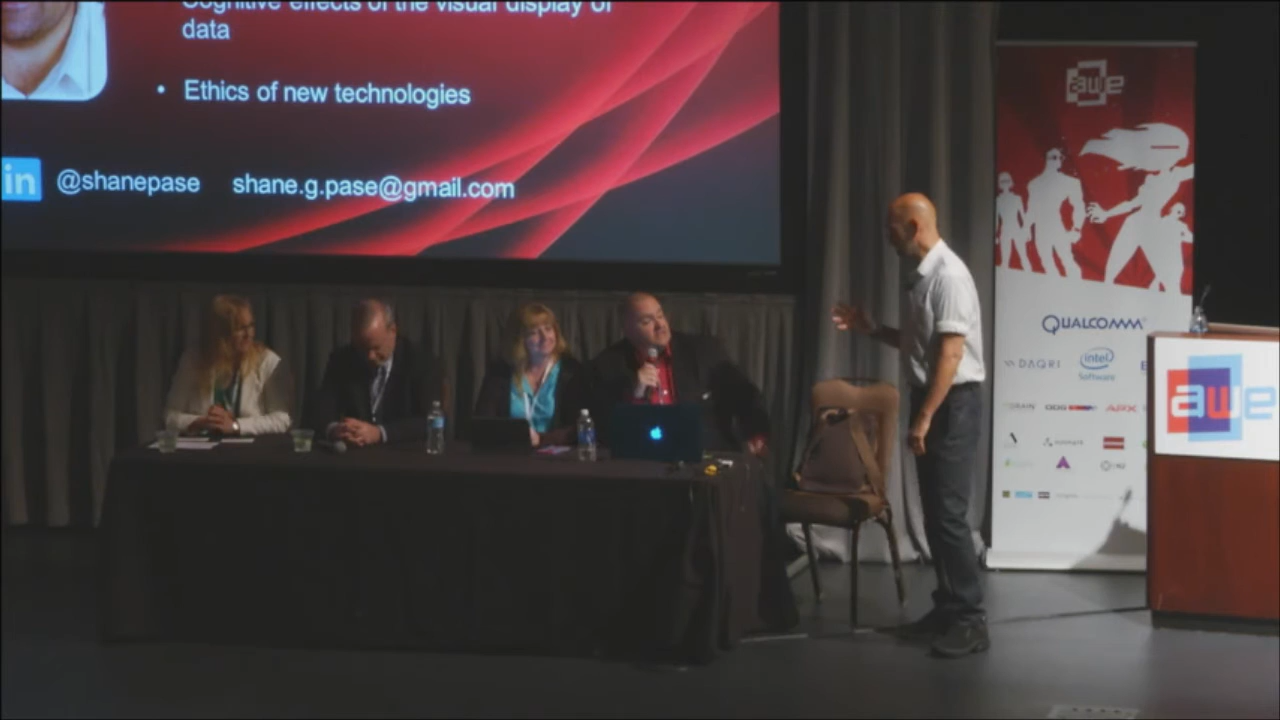 Cognitive effects of the visual display of
data
• Ethics of new technologies
in @shanepase shane.g.pase@gmail.com
awe
QUALCOMM
DAQRI
intel
Software
APX
awe